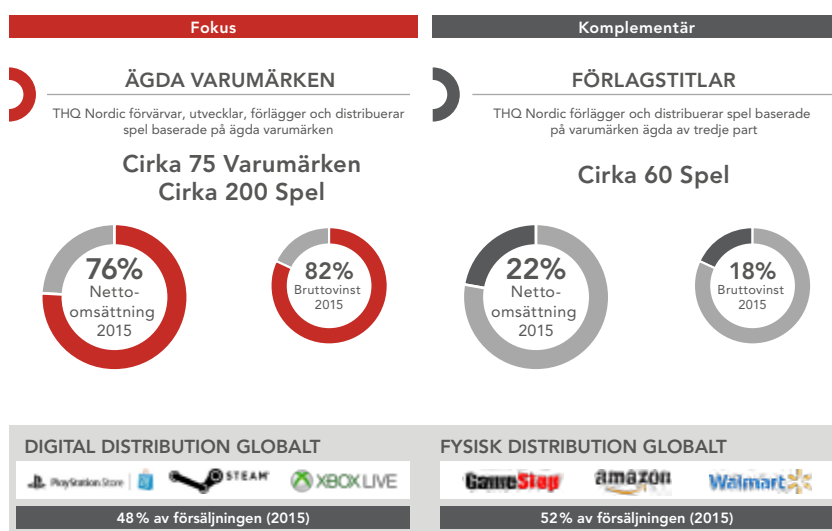 Fokus
ÄGDA VARUMÄRKEN
THQ Nordic förvärvar, utvecklar, förlägger och distribuerar
spel baserade på ägda varumärken
Cirka 75 Varumärken
Cirka 200 Spel
76%
Netto-
omsättning
2015
82%
Bruttovinst
2015
Komplementär
FÖRLAGSTITLAR
THQ Nordic förlägger och distribuerar spel baserade
på varumärken ägda av tredje part
Cirka 60 Spel
22%
Netto-
omsättning
2015
18%
Bruttovinst
2015
DIGITAL DISTRIBUTION GLOBALT
PlayStation Store STEAM XBOX LIVE
48% av försäljningen (2015)
FYSISK DISTRIBUTION GLOBALT
GameStop amazon Walmart
52% av försäljningen (2015)